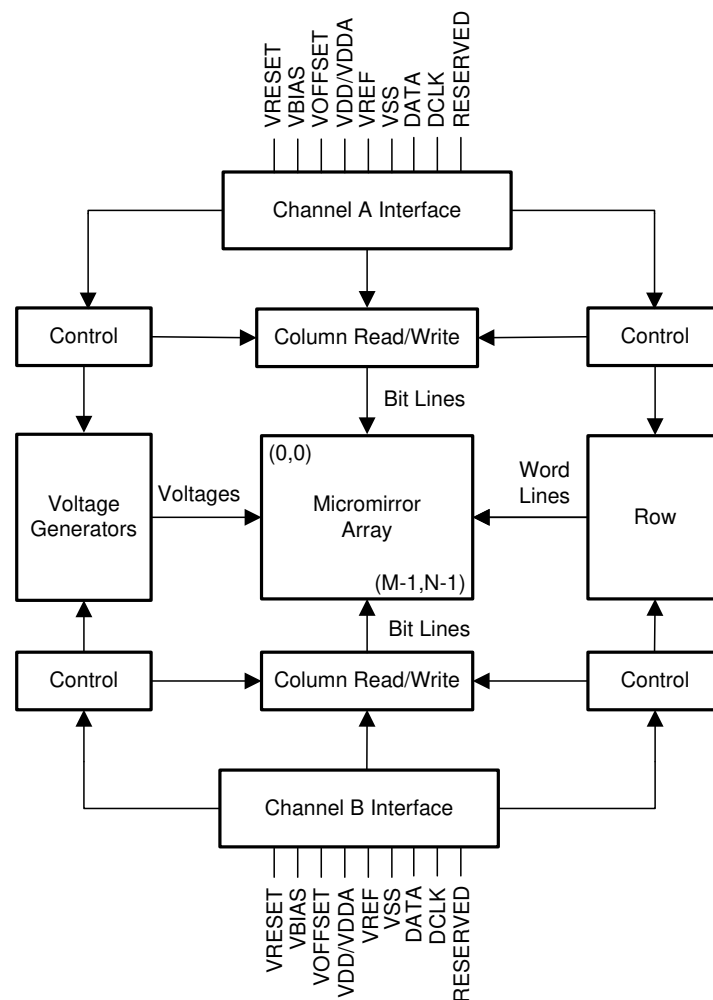 VRESET
VBIAS
VOFFSET
VDD/VDDA
VREF
VSS
DATA
DCLK
RESERVED
Channel A Interface
Control
Column Read/Write
Control
Bit Lines
(0,0)
Voltage
Generators
Voltages
Micromirror
Array
Word
Lines
Row
(M-1,N-1)
Bit Lines
Control
Column Read/Write
Control
Channel B Interface
VRESET
VBIAS
VOFFSET
VDD/VDDA
VREF
VSS
DATA
DCLK
RESERVED